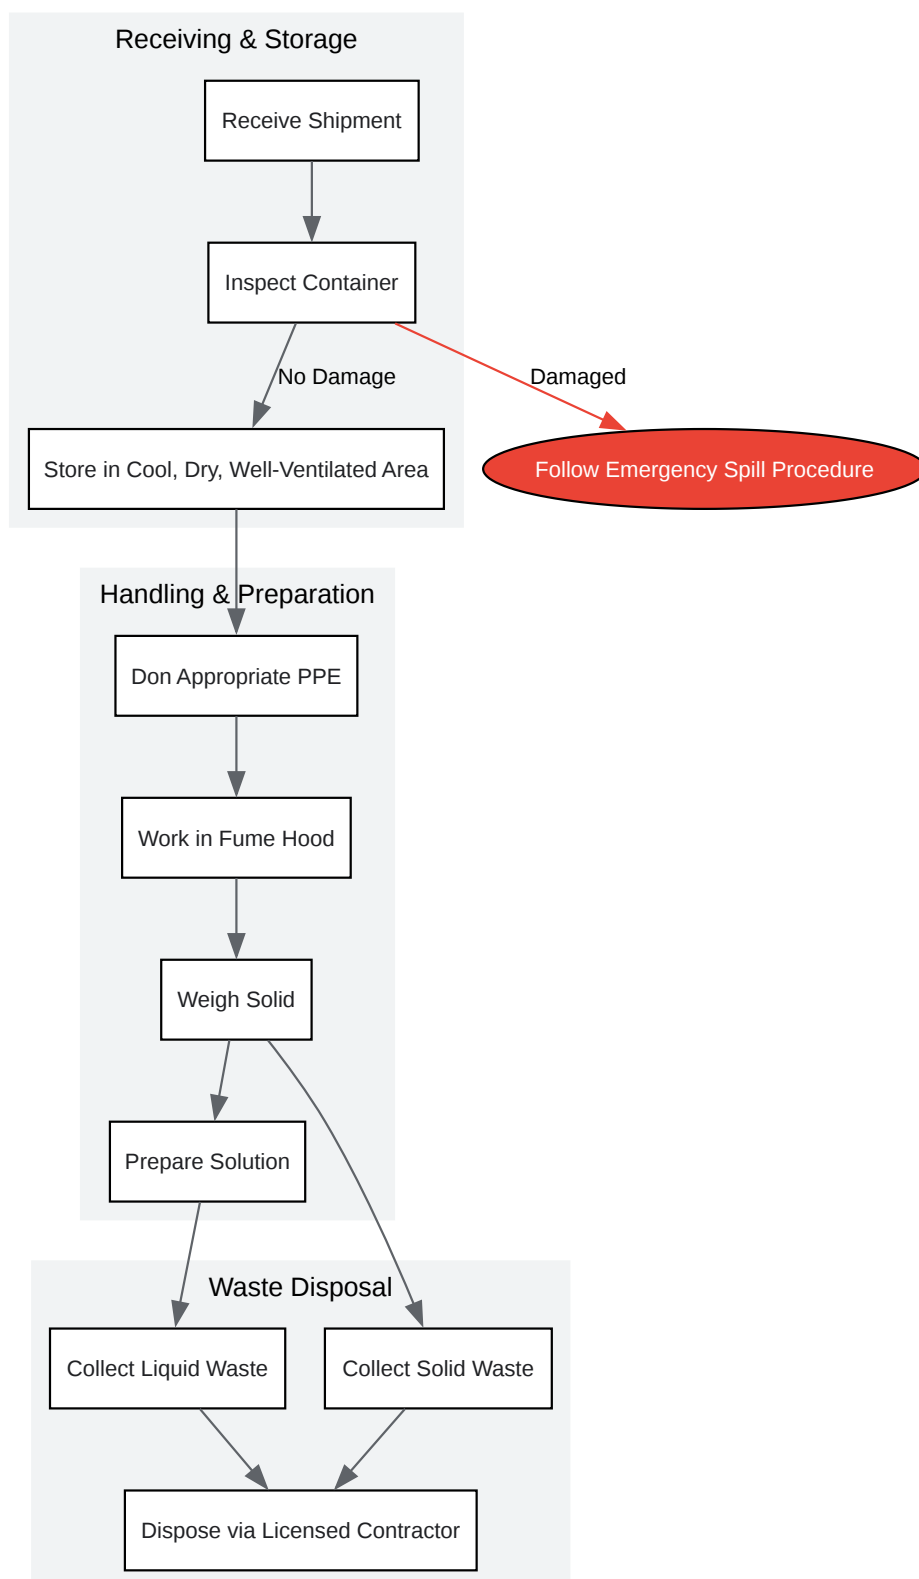 Receiving & Storage
Receive Shipment
Inspect Container
No Damage
Damaged
Store in Cool, Dry, Well-Ventilated Area
Follow Emergency Spill Procedure
Handling & Preparation
Don Appropriate PPE
Work in Fume Hood
Weigh Solid
Prepare Solution
Waste Disposal
Collect Liquid Waste
Collect Solid Waste
Dispose via Licensed Contractor